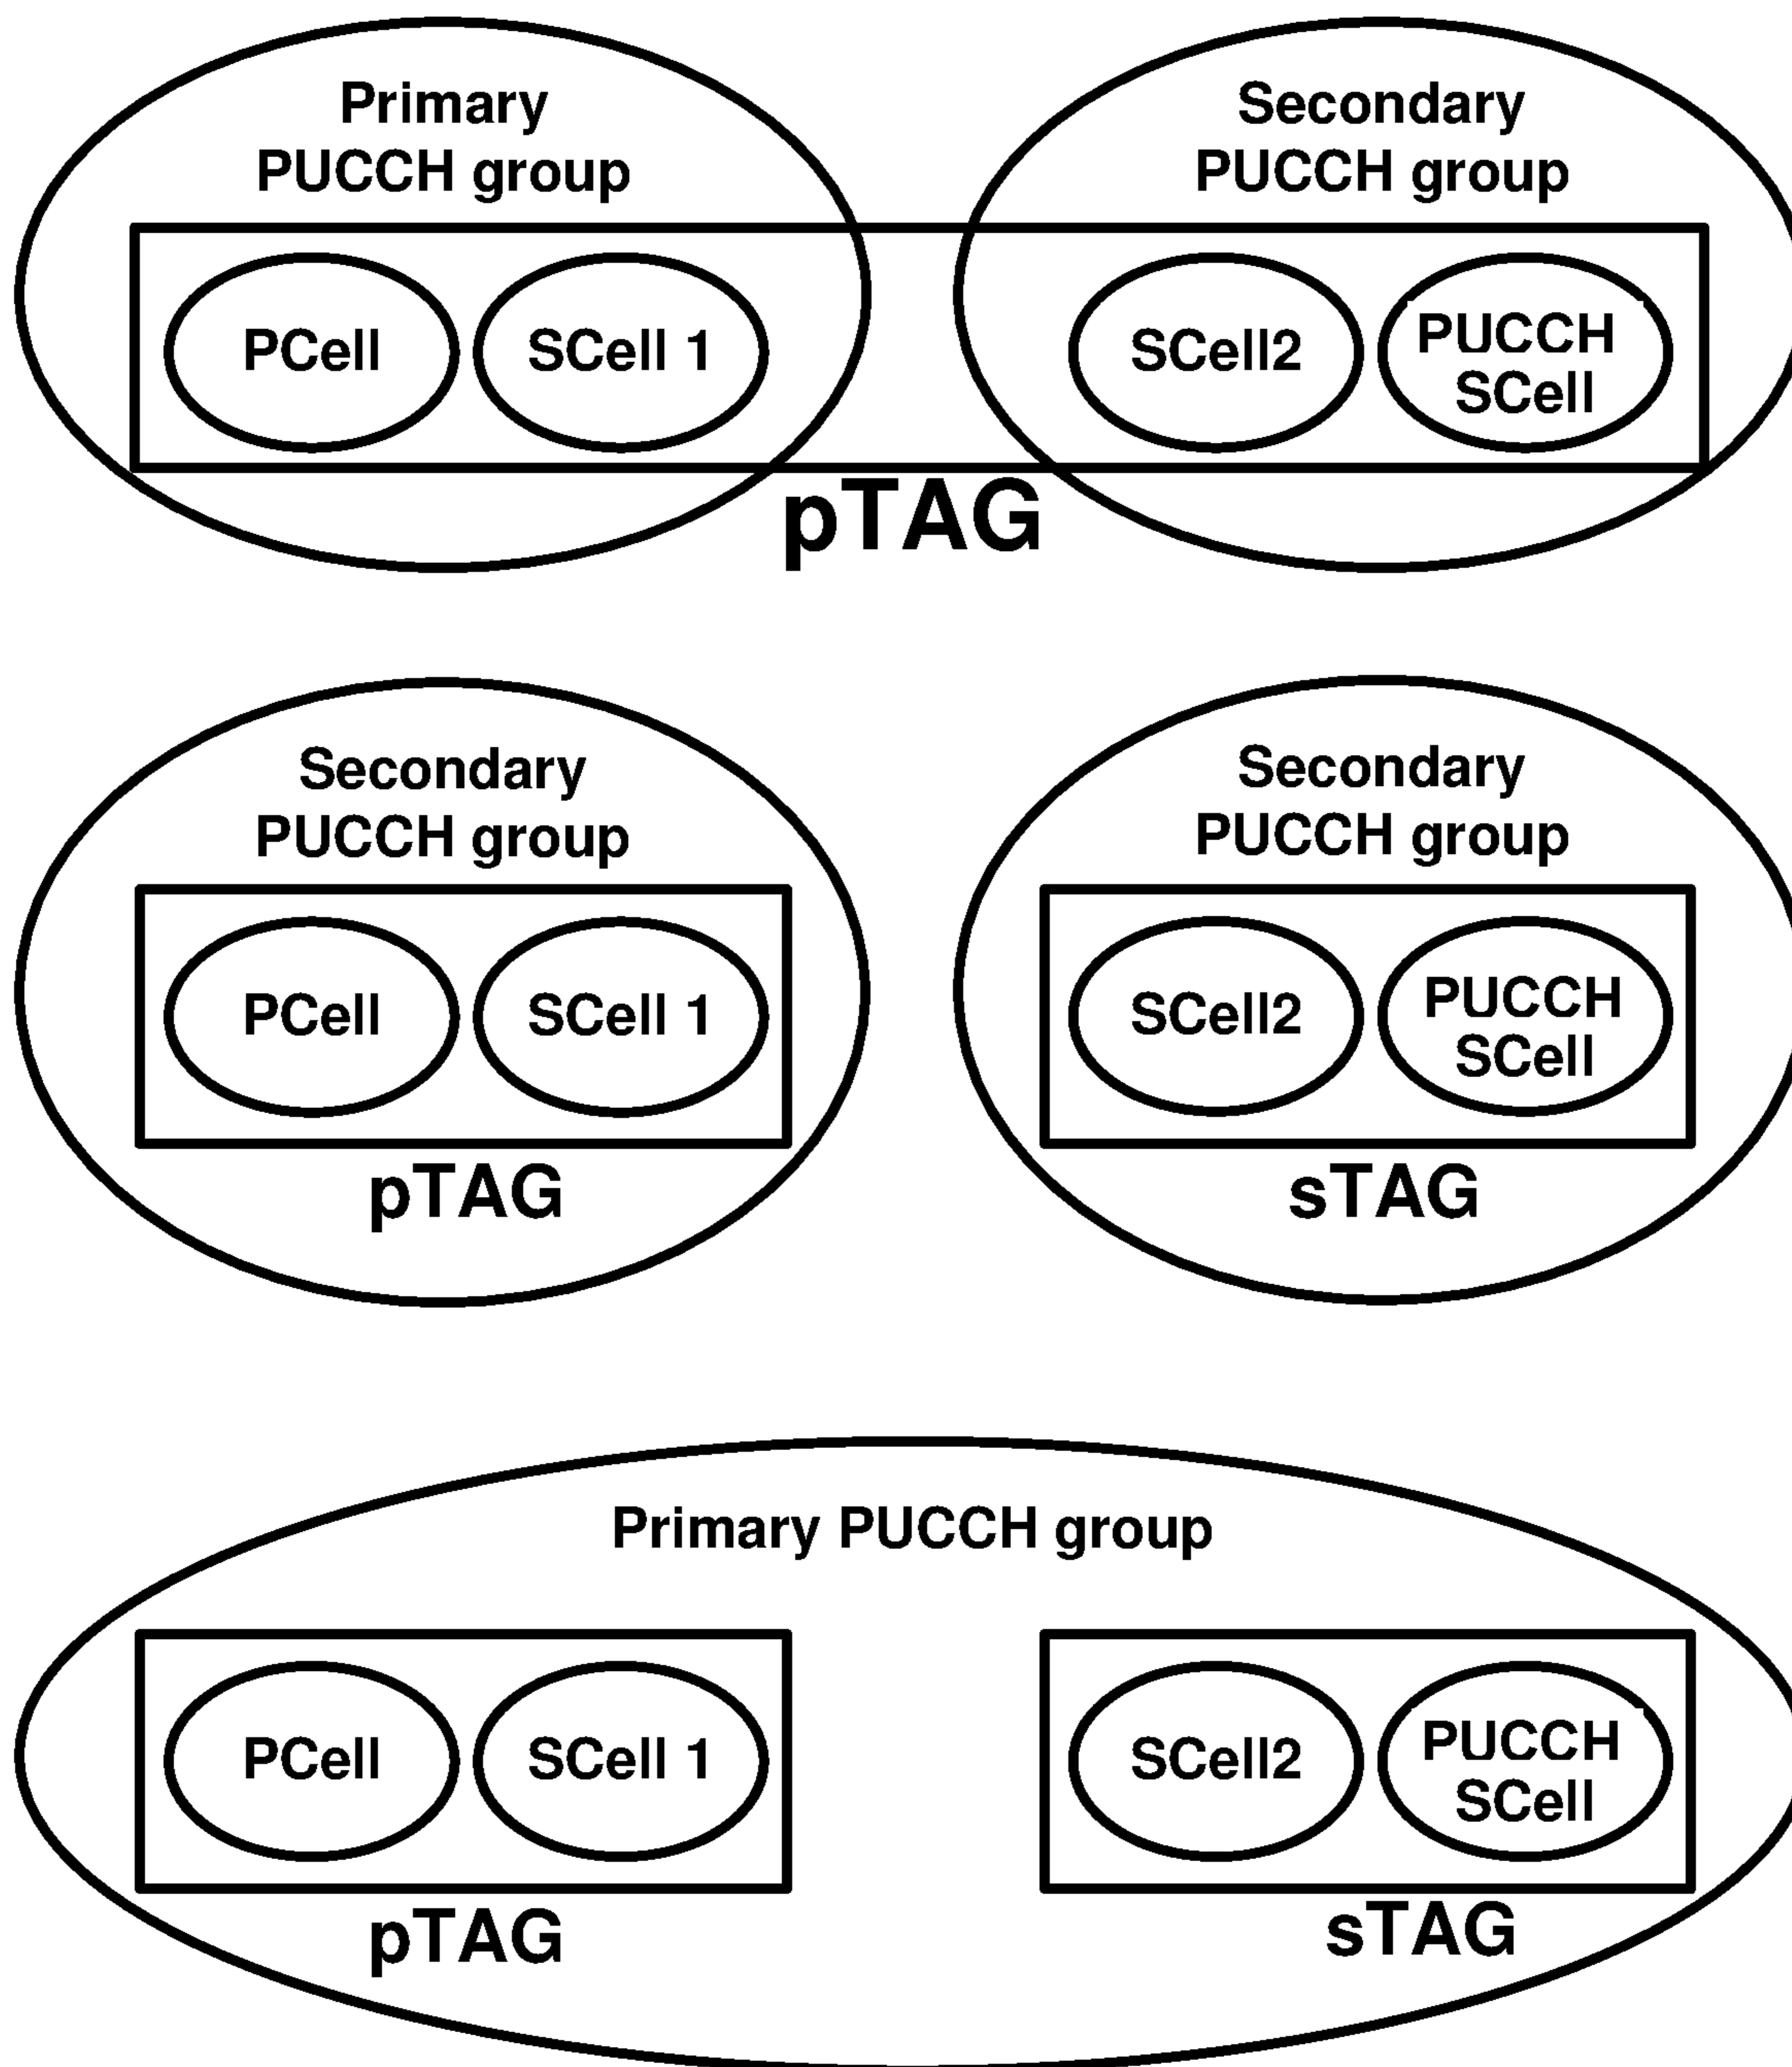 Primary
PUCCH group
Secondary
PUCCH group
PCell
SCell 1
SCell2
PUCCH
SCell
pTAG
Secondary
PUCCH group
Secondary
PUCCH group
PCell
SCell 1
SCell2
PUCCH
SCell
pTAG
sTAG
Primary PUCCH group
PCell
SCell 1
SCell2
PUCCH
SCell
pTAG
sTAG